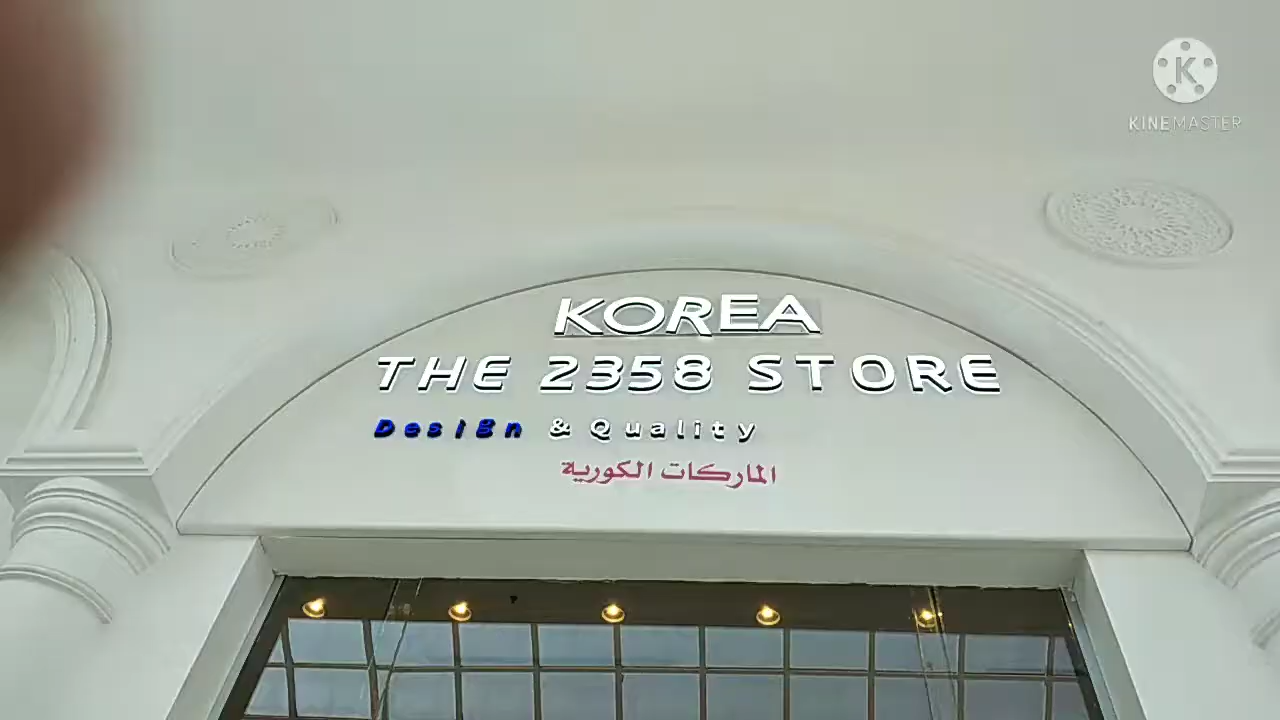 K
KINEMASTER
KOREA
THE 2358 STORE
Design & Quality
الماركات الكورية